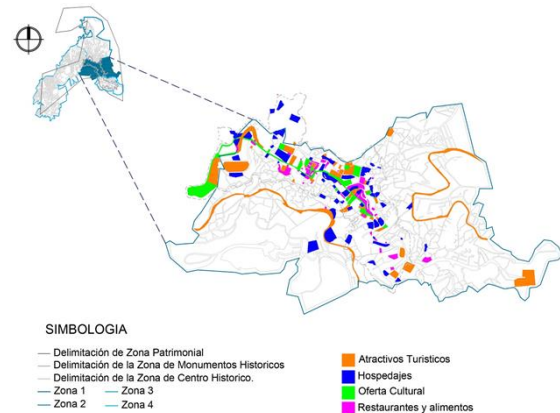 SIMBOLOGIA
Delimitación de Zona Patrimonial
Delimitación de la Zona de Monumentos Historicos
Delimitación de la Zona de Centro Historico.
Zona 1 Zona 3
Zona 2 Zona 4
Atractivos Turisticos
Hospedajes
Oferta Cultural
Restaurantes y alimentos